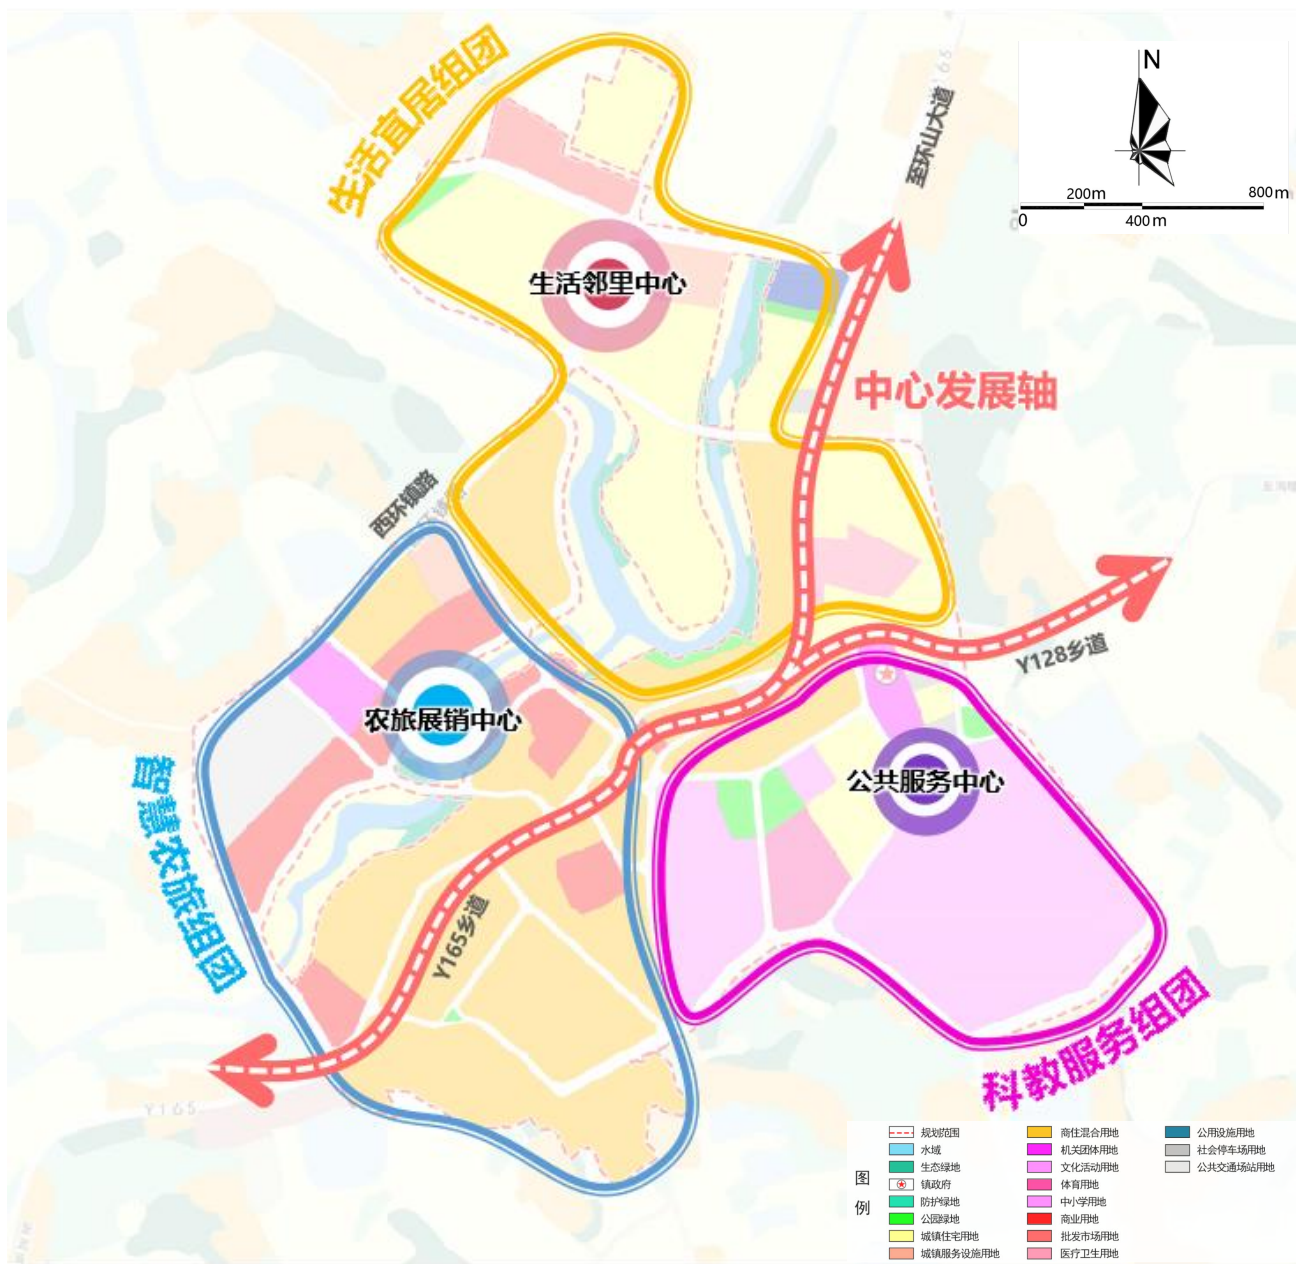 生活宜居组团
至环山大道
N
200m
800m
0
400m
生活邻里中心
中心发展轴
西环镇路
Y128乡道
农旅展销中心
公共服务中心
智慧农旅组团
Y165乡道
科教服务组团
Y165
图例
规划范围
水域
生态绿地
镇政府
防护绿地
公园绿地
城镇住宅用地
城镇服务设施用地
商住混合用地
机关团体用地
文化活动用地
体育用地
中小学用地
商业用地
批发市场用地
医疗卫生用地
公用设施用地
社会停车场用地
公共交通场站用地